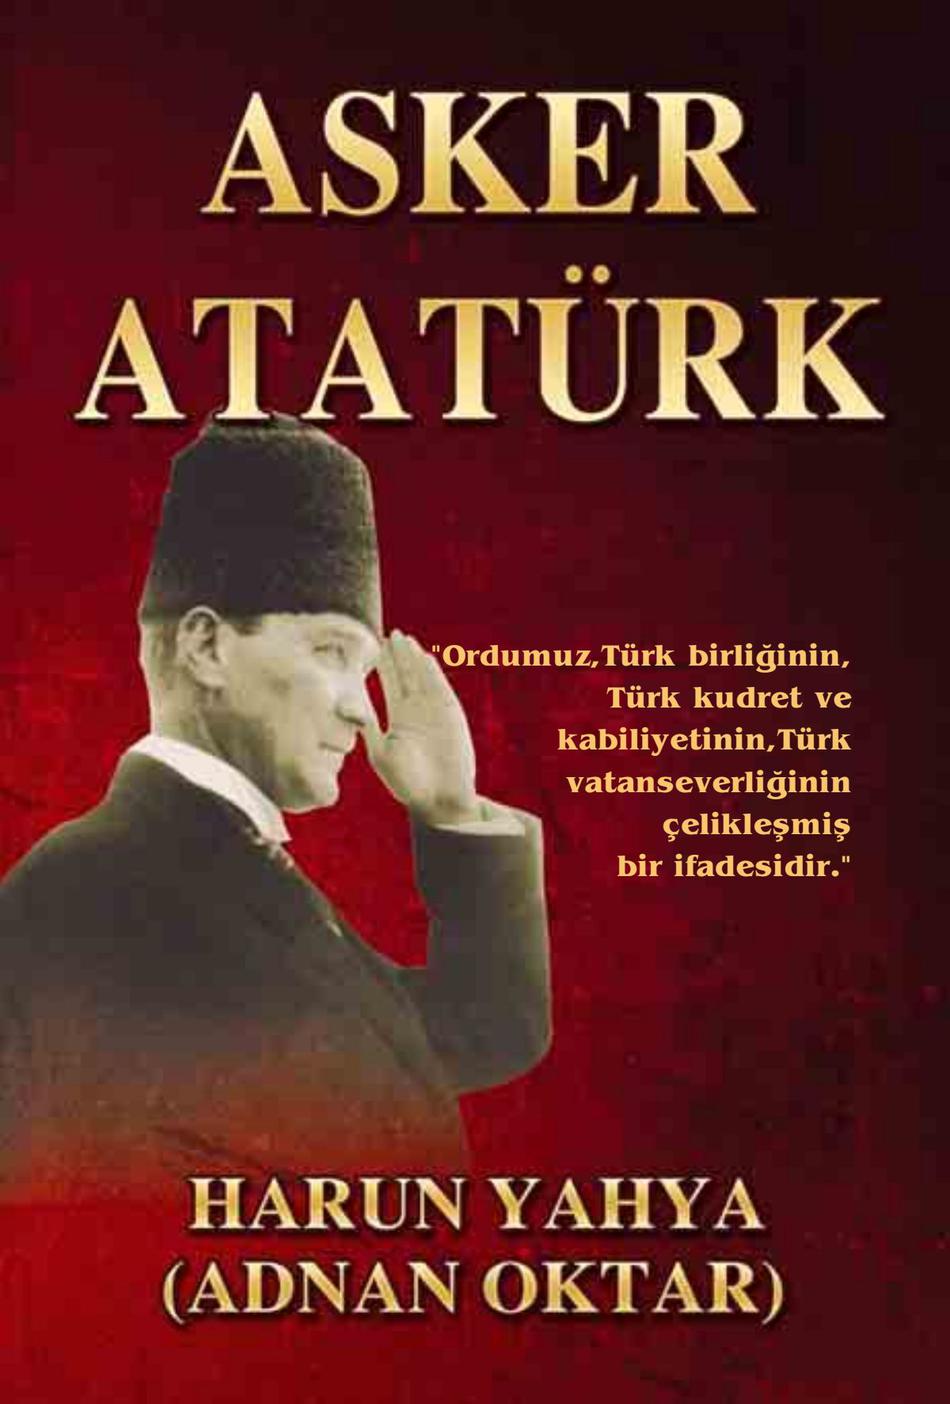 ASKER
ATATÜRK
"Ordumuz,Türk birliğinin,
Türk kudret ve
kabiliyetinin,Türk
vatanseverliğinin
çelikleşmiş
bir ifadesidir."
HARUN YAHYA
(ADNAN OKTAR)